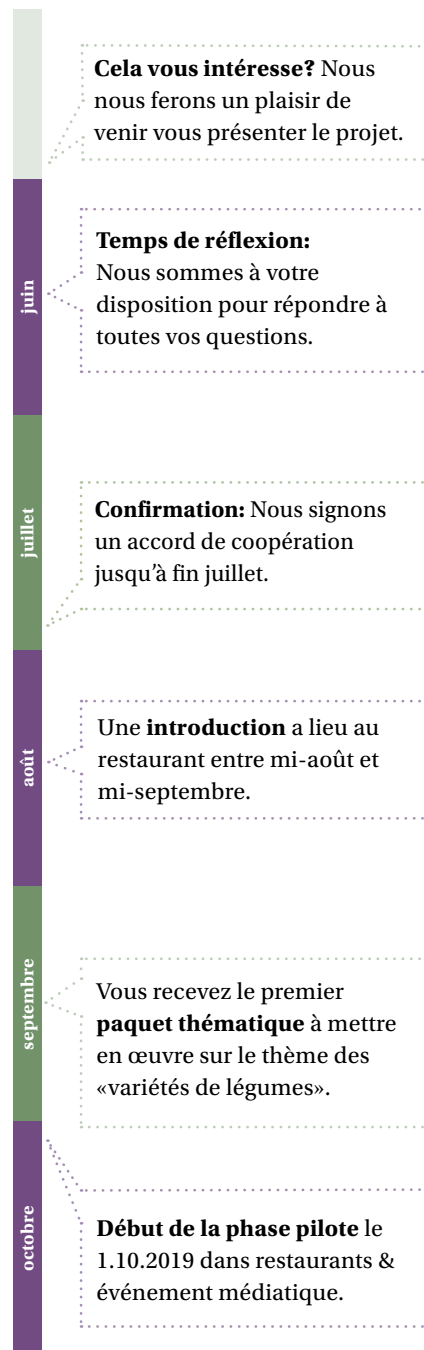 Cela vous intéresse? Nous
nous ferons un plaisir de
venir vous présenter le projet.
juin
Temps de réflexion:
Nous sommes à votre
disposition pour répondre à
toutes vos questions.
juillet
Confirmation: Nous signons
un accord de coopération
jusqu'à fin juillet.
août
Une introduction a lieu au
restaurant entre mi-août et
mi-septembre.
septembre
Vous recevez le premier
paquet thématique à mettre
en œuvre sur le thème des
«variétés de légumes».
octobre
Début de la phase pilote le
1.10.2019 dans restaurants &
événement médiatique.